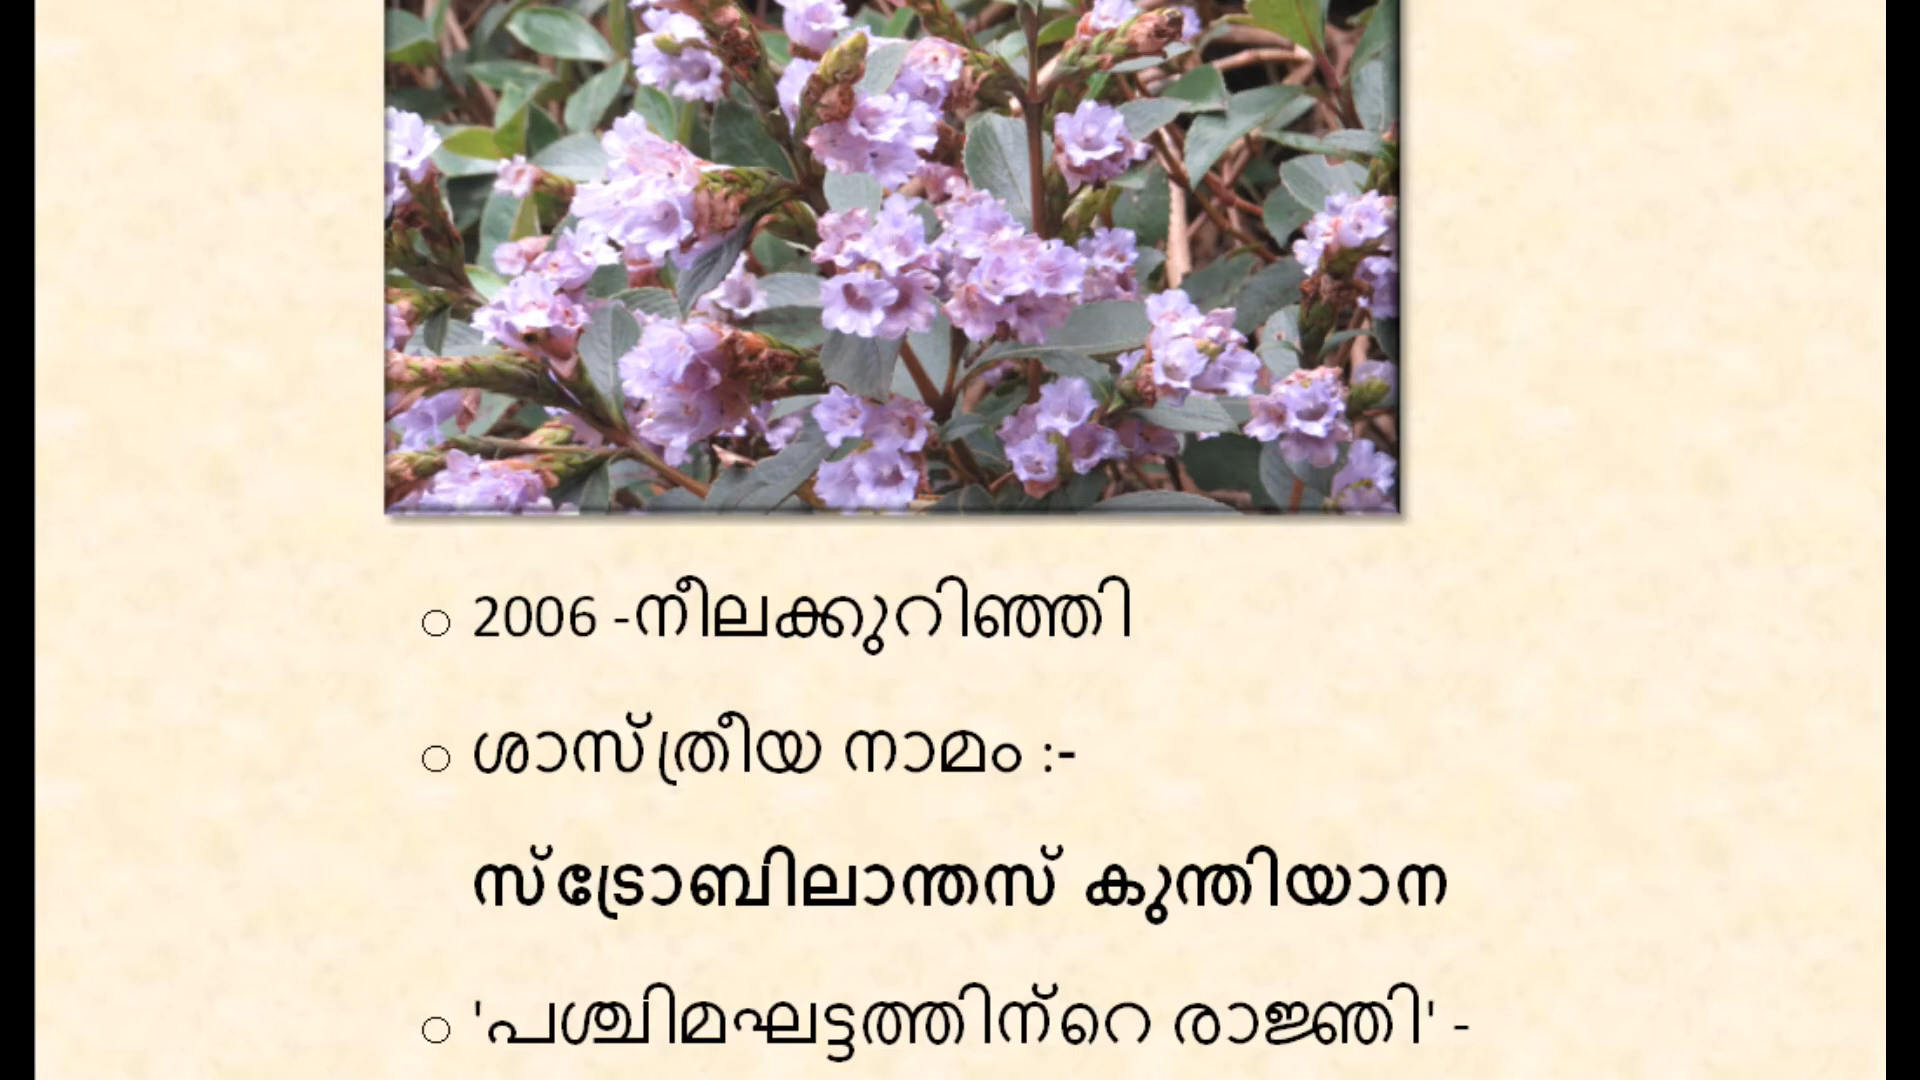 ○ 2006 -നീലക്കുറിഞ്ഞി
○ ശാസ്ത്രീയ നാമം :-
സ്ട്രോബിലാന്തസ് കുന്തിയാന
○ 'പശ്ചിമഘട്ടത്തിന്റെ രാജ്ഞി' -